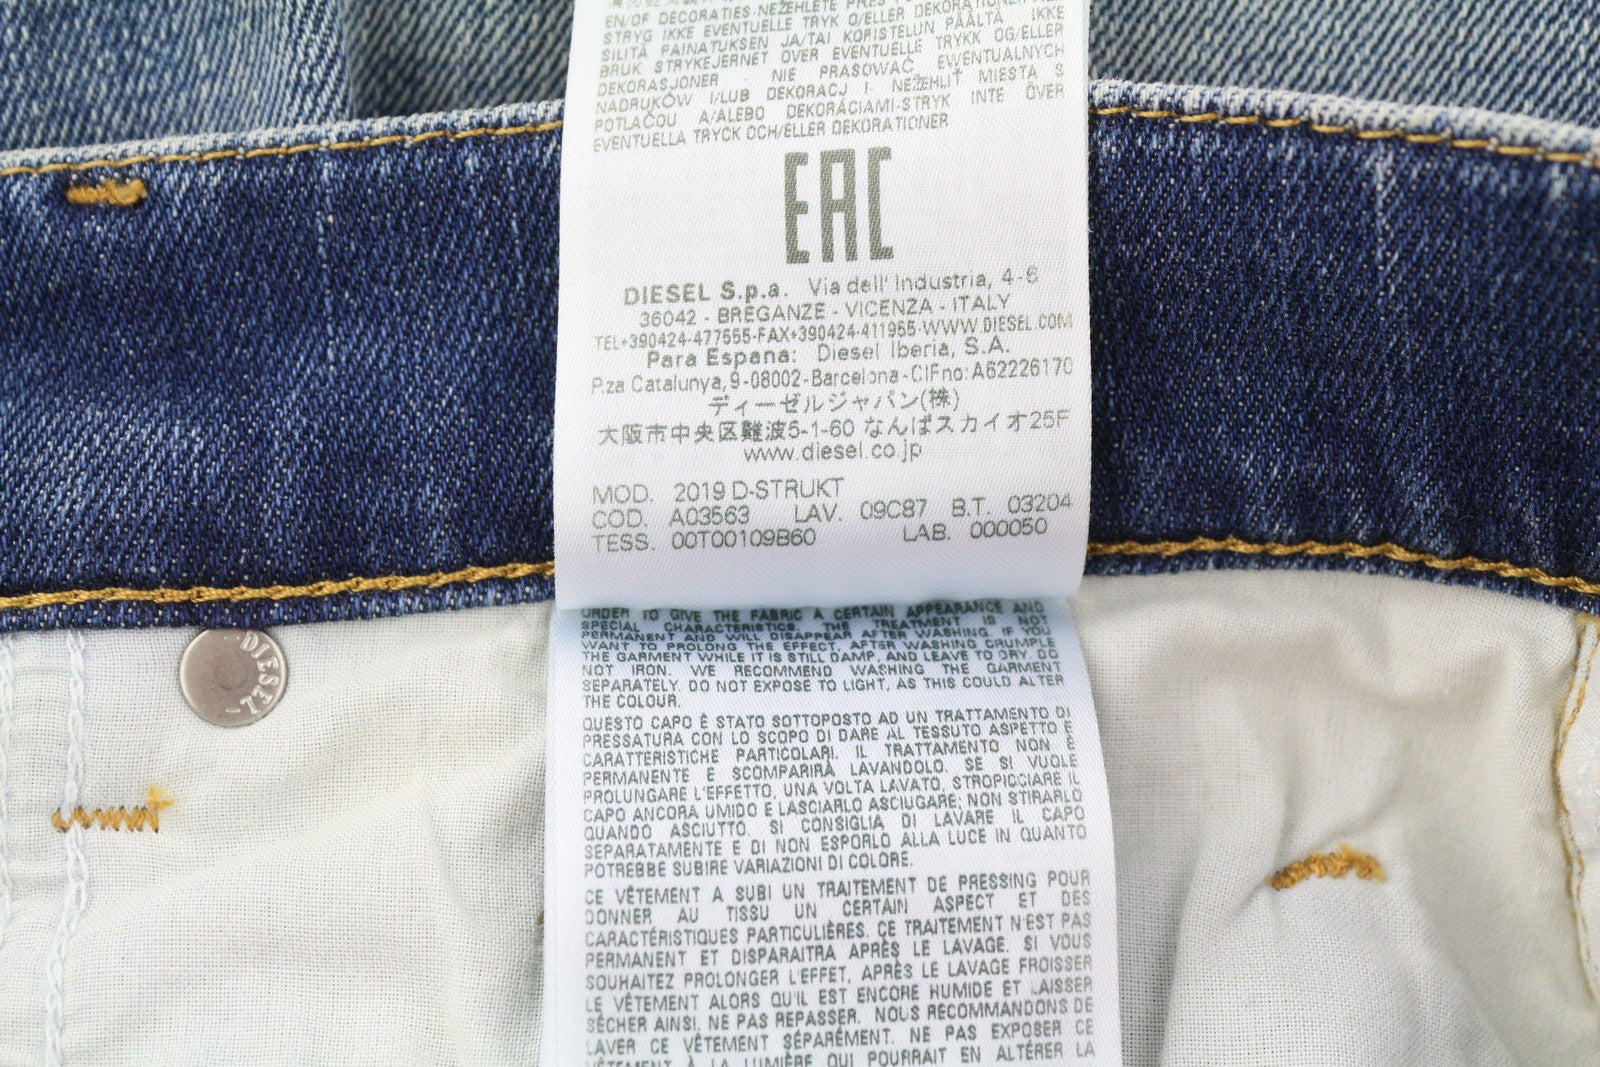 EN/OF DECORATIES-NEŽEHLETE
STRYG IKKE EVENTUELLE TRYK O/ELLER DEKORATIONER
SILITÄ PAINATUKSEN JA/TAI KORISTELUN PÄÄLTÄ IKKE
BRUK STRYKEJERNET OVER EVENTUELLE TRYKK OG/ELLER
DEKORASJONER - NIE PRASOWAĆ EWENTUALNYCH
NADRUKÓW I/LUB DEKORACJ I- NEŽEHLIŤ MIESTA S
POTLAČOU A/ALEBO DEKORÁCIAMI-STRYK INTE ÖVER
EVENTUELLA TRYCK OCH/ELLER DEKORATIONER
EAC
DIESEL S.p.a. Via dell' Industria, 4-6
36042 - BREGANZE - VICENZA - ITALY
TEL+390424-477555-FAX+390424-411955-WWW.DIESEL.COM
Para Espana: Diesel Iberia, S.A.
P.za Catalunya, 9-08002-Barcelona-CIFno:A62226170
ディーゼルジャパン(株)
大阪市中央区難波5-1-60 なんばスカイオ25F
www.diesel.co.jp
MOD. 2019 D-STRUKT
COD. A03563 LAV. 09C87 B.T. 03204
TESS. 00T00109B60 LAB. 000050
ORDER TO GIVE THE FABRIC A CERTAIN APPEARANCE AND
SPECIAL CHARACTERISTICS. THE TREATMENT IS NOT
PERMANENT AND WILL DISAPPEAR AFTER WASHING. IF YOU
WANT TO PROLONG THE EFFECT, AFTER WASHING CRUMPLE
THE GARMENT WHILE IT IS STILL DAMP, AND LEAVE TO DRY. DO
NOT IRON. WE RECOMMEND WASHING THE GARMENT
SEPARATELY. DO NOT EXPOSE TO LIGHT, AS THIS COULD ALTER
THE COLOUR.
DIESEL
QUESTO CAPO È STATO SOTTOPOSTO AD UN TRATTAMENTO DI
PRESSATURA CON LO SCOPO DI DARE AL TESSUTO ASPETTO E
CARATTERISTICHE PARTICOLARI. IL TRATTAMENTO NON È
PERMANENTE E SCOMPARIRÀ LAVANDOLO. SE SI VUOLE
PROLUNGARE L'EFFETTO, UNA VOLTA LAVATO, STROPICCIARE IL
CAPO ANCORA UMIDO E LASCIARLO ASCIUGARE; NON STIRARLO
QUANDO ASCIUTTO. SI CONSIGLIA DI LAVARE IL CAPO
SEPARATAMENTE E DI NON ESPORLO ALLA LUCE IN QUANTO
POTREBBE SUBIRE VARIAZIONI DI COLORE.
CE VÊTEMENT A SUBI UN TRAITEMENT DE PRESSING POUR
DONNER AU TISSU UN CERTAIN ASPECT ET DES
CARACTÉRISTIQUES PARTICULIÈRES. CE TRAITEMENT N'EST PAS
PERMANENT ET DISPARAITRA APRÈS LE LAVAGE. SI VOUS
SOUHAITEZ PROLONGER L'EFFET, APRÈS LE LAVAGE FROISSER
LE VÊTEMENT ALORS QU'IL EST ENCORE HUMIDE ET LAISSER
SÉCHER AINSI. NE PAS REPASSER. NOUS RECOMMANDONS DE
LAVER CE VÊTEMENT SÉPARÉMENT. NE PAS EXPOSER CE
VÊTEMENT À LA LUMIÈRE QUI POURRAIT EN ALTÉRER LA